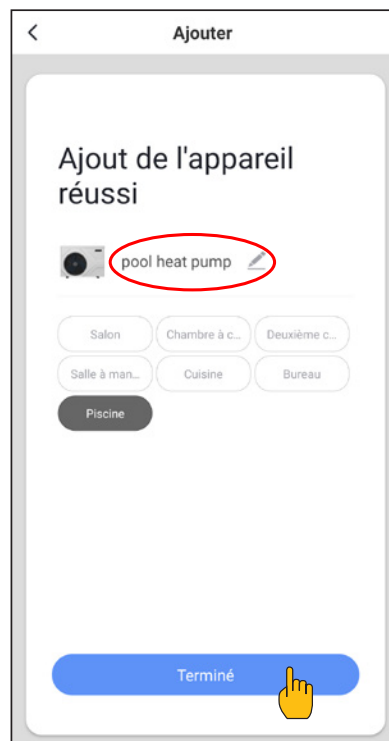 Ajouter
Ajout de l'appareil
réussi
pool heat pump
Salon
Chambre à c...
Deuxième c...
Salle à man...
Cuisine
Bureau
Piscine
Terminé